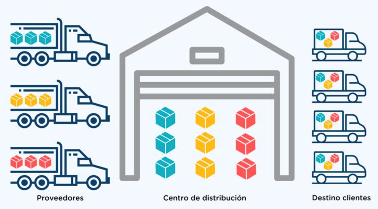 Proveedores
Centro de distribución
Destino clientes